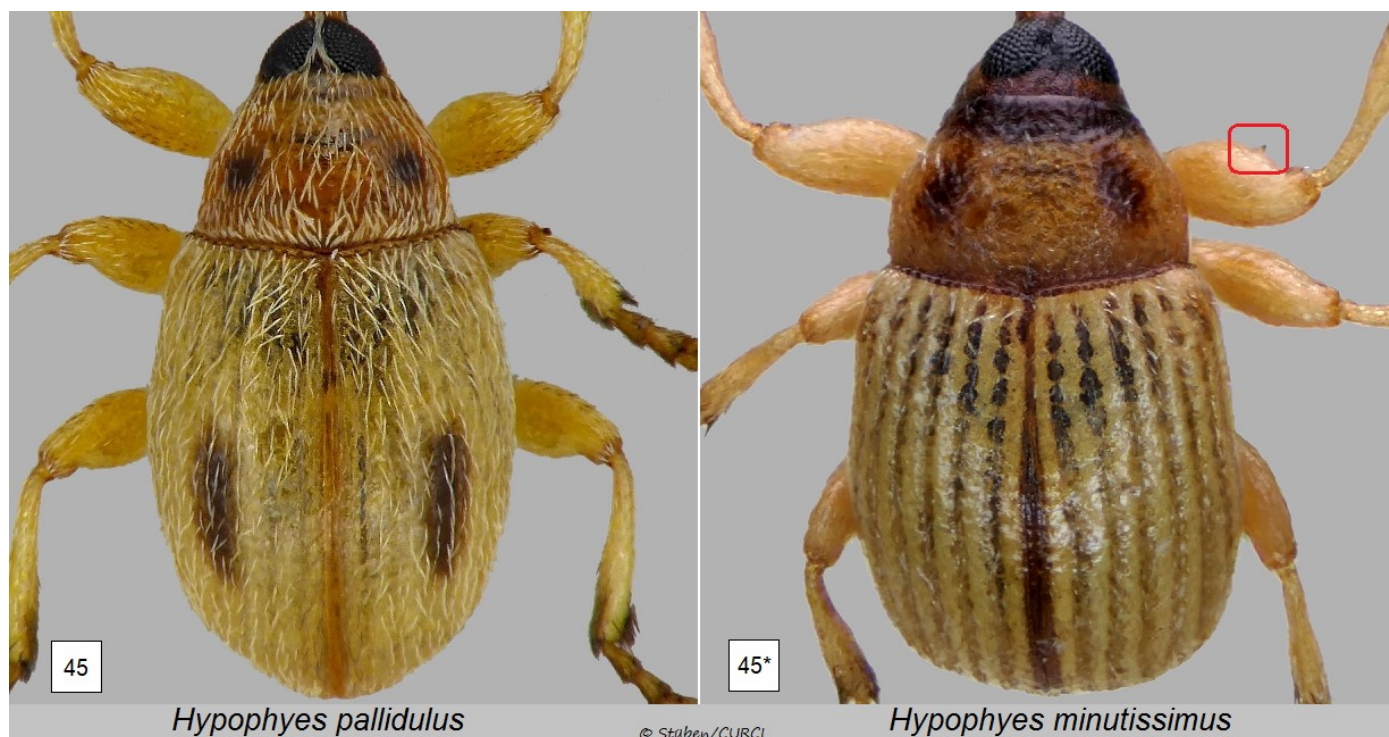 45
45*
Hypophyes pallidulus
Hypophyes minutissimus
© Stüben/CURCI